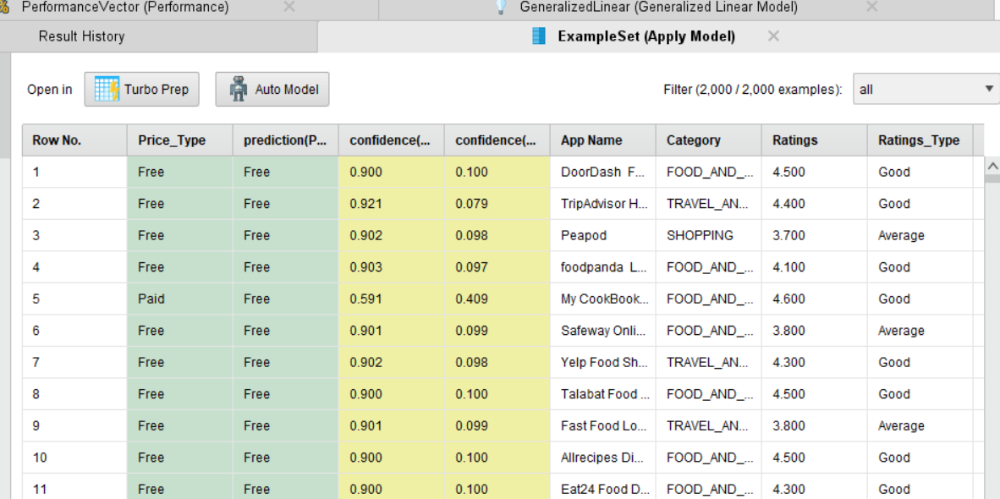 PerformanceVector (Performance) GeneralizedLinear (Generalized Linear Model)
Result History ExampleSet (Apply Model)
Open in Turbo Prep Auto Model Filter (2,000 / 2,000 examples): all
Row No. Price_Type prediction(P... confidence(... confidence(... App Name Category Ratings Ratings_Type
1 Free Free 0.900 0.100 DoorDash F... FOOD_AND_... 4.500 Good
2 Free Free 0.921 0.079 TripAdvisor H... TRAVEL_AN... 4.400 Good
3 Free Free 0.902 0.098 Peapod SHOPPING 3.700 Average
4 Free Free 0.903 0.097 foodpanda L... FOOD_AND_... 4.100 Good
5 Paid Free 0.591 0.409 My CookBook... FOOD_AND_... 4.600 Good
6 Free Free 0.901 0.099 Safeway Onli... FOOD_AND_... 3.800 Average
7 Free Free 0.902 0.098 Yelp Food Sh... TRAVEL_AN... 4.300 Good
8 Free Free 0.900 0.100 Talabat Food ... FOOD_AND_... 4.500 Good
9 Free Free 0.901 0.099 Fast Food Lo... TRAVEL_AN... 3.800 Average
10 Free Free 0.900 0.100 Allrecipes Di... FOOD_AND_... 4.500 Good
11 Free Free 0.900 0.100 Eat24 Food D... FOOD_AND_... 4.300 Good